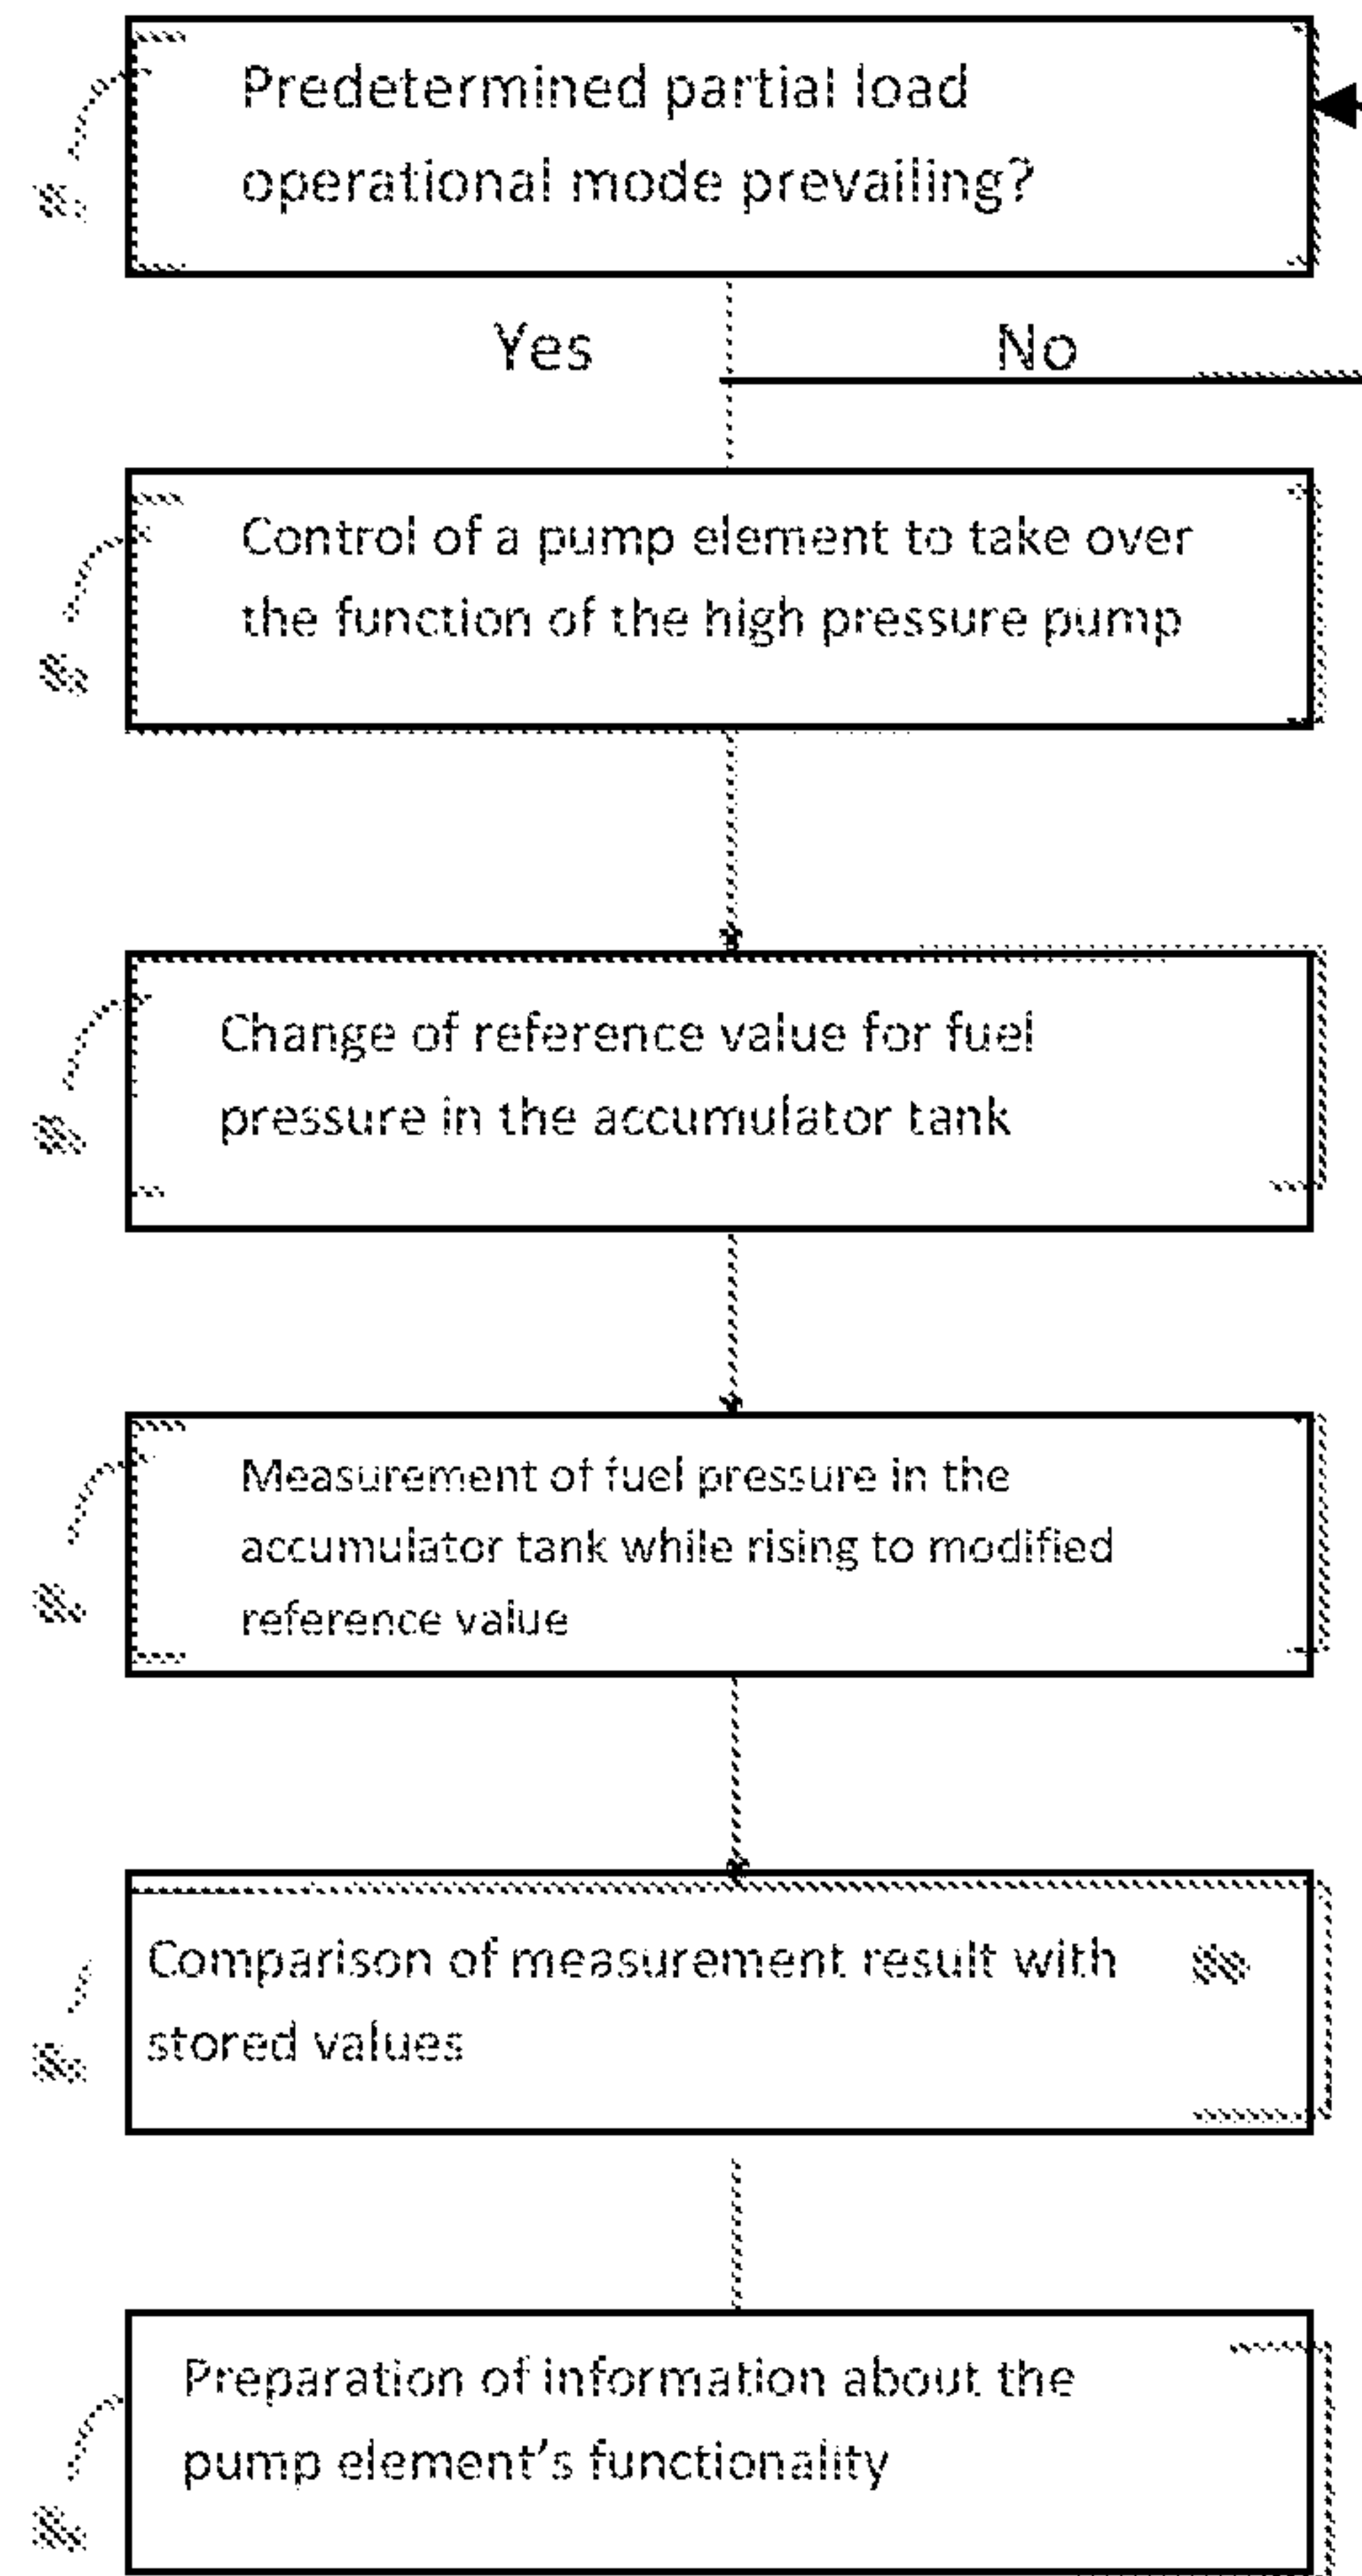 Predetermined partial load
operational mode prevailing?
Yes
No
Control of a pump element to take over
the function of the high pressure pump
Change of reference value for fuel
pressure in the accumulator tank
Measurement of fuel pressure in the
accumulator tank while rising to modified
reference value
Comparison of measurement result with
stored values
Preparation of information about the
pump element's functionality